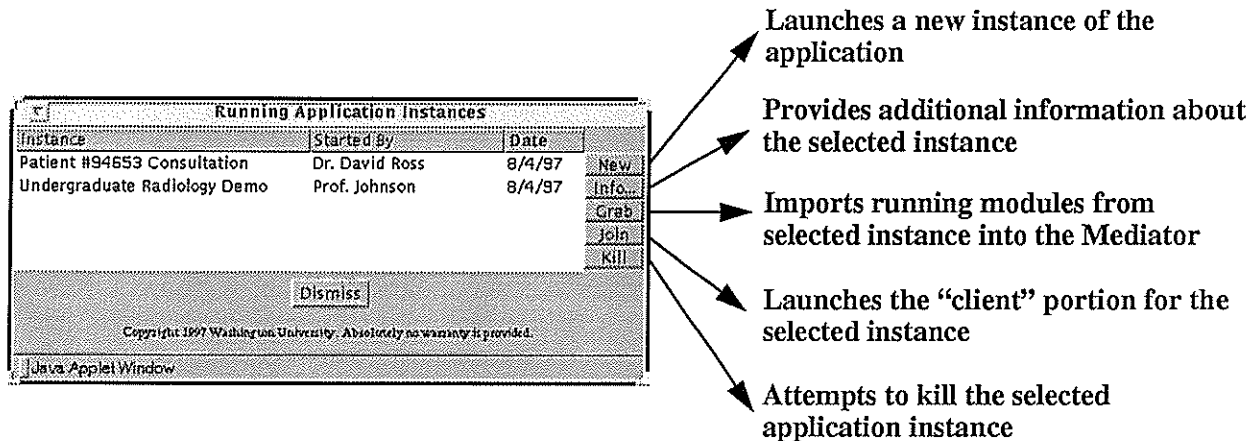 Running Application Instances
Instance Started By Date
Patient #94653 Consultation Dr. David Ross 8/4/97
Undergraduate Radiology Demo Prof. Johnson 8/4/97
New
Info...
Grab
Join
Kill
Dismiss
Copyright 1997 Washington University, Absolutely no warranty is provided.
Java Applet Window
Launches a new instance of the
application
Provides additional information about
the selected instance
Imports running modules from
selected instance into the Mediator
Launches the “client” portion for the
selected instance
Attempts to kill the selected
application instance